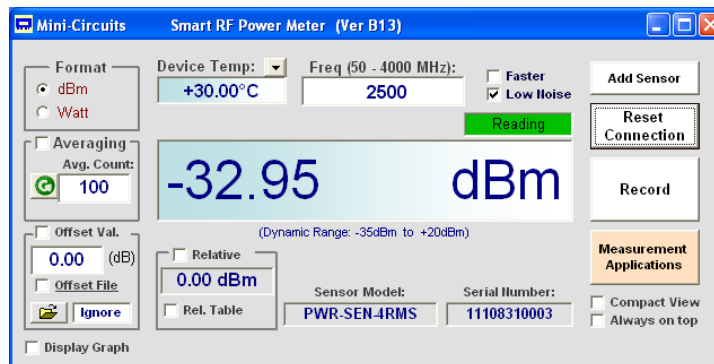 Mini-Circuits Smart RF Power Meter (Ver B13)
Format
dBm
Watt
Device Temp:
+30.00°C
Freq (50 - 4000 MHz):
2500
Faster
Low Noise
Add Sensor
Reading
Reset
Connection
Averaging
Avg. Count:
100
-32.95 dBm
Record
(Dynamic Range: -35dBm to +20dBm)
Offset Val.
0.00 (dB)
Offset File
Ignore
Relative
0.00 dBm
Rel. Table
Sensor Model:
PWR-SEN-4RMS
Serial Number:
11108310003
Measurement
Applications
Compact View
Always on top
Display Graph